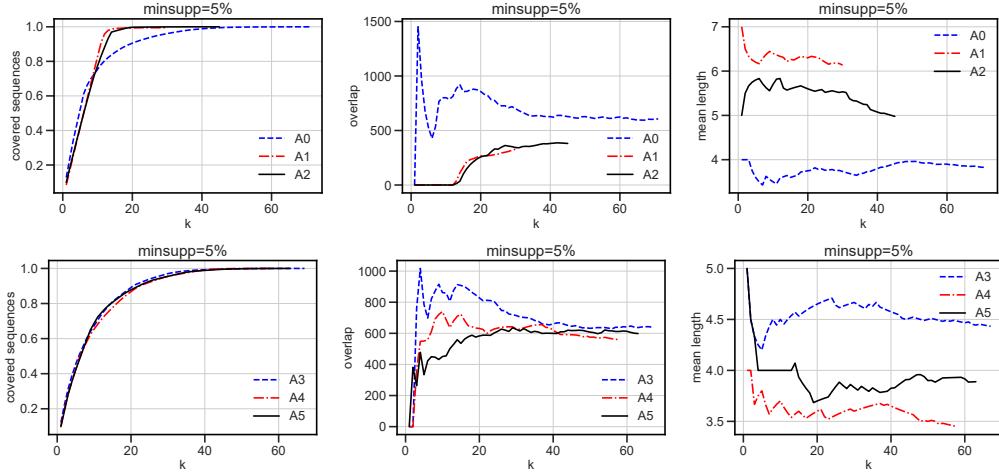 minsupp=5%
covered sequences
1.0
0.8
0.6
0.4
0.2
A0
A1
A2
0 20 40 60
k
minsupp=5%
overlap
1500
1000
500
0
A0
A1
A2
0 20 40 60
k
minsupp=5%
mean length
7
6
5
4
A0
A1
A2
0 20 40 60
k
minsupp=5%
covered sequences
1.0
0.8
0.6
0.4
0.2
A3
A4
A5
0 20 40 60
k
minsupp=5%
overlap
1000
800
600
400
200
0
A3
A4
A5
0 20 40 60
k
minsupp=5%
mean length
5.0
4.5
4.0
3.5
A3
A4
A5
0 20 40 60
k